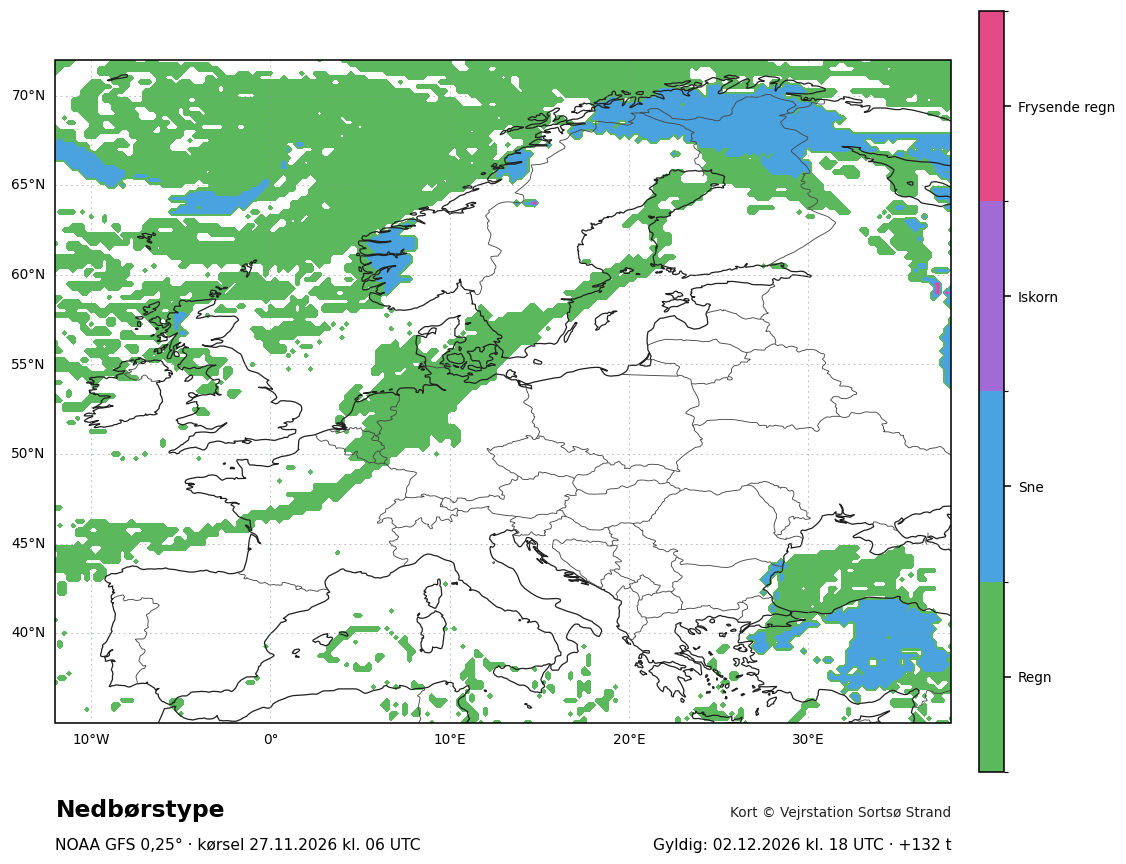 70°N
65°N
60°N
55°N
50°N
45°N
40°N
10°W
0°
10°E
20°E
30°E
Frysende regn
Iskorn
Sne
Regn
Nedbørstype
Kort © Vejrstation Sortsø Strand
NOAA GFS 0,25° · kørsel 27.11.2026 kl. 06 UTC
Gyldig: 02.12.2026 kl. 18 UTC · +132 t